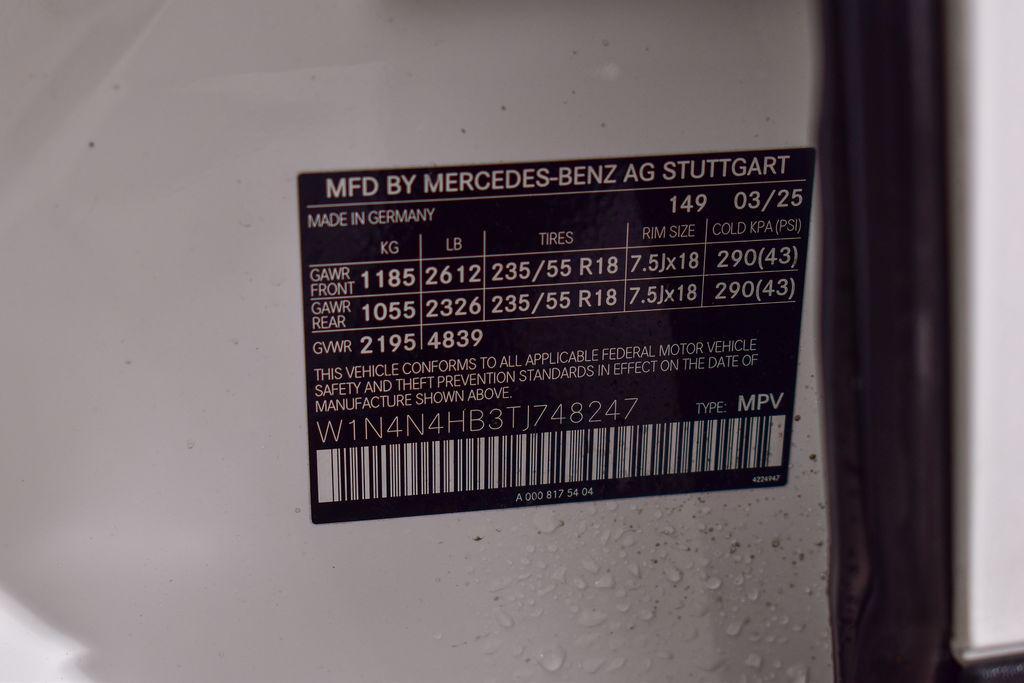 MFD BY MERCEDES-BENZ AG STUTTGART
MADE IN GERMANY 149 03/25
KG LB TIRES RIM SIZE COLD KPA (PSI)
GAWR FRONT 1185 2612 235/55 R18 7.5Jx18 290(43)
GAWR REAR 1055 2326 235/55 R18 7.5Jx18 290(43)
GVWR 2195 4839
THIS VEHICLE CONFORMS TO ALL APPLICABLE FEDERAL MOTOR VEHICLE
SAFETY AND THEFT PREVENTION STANDARDS IN EFFECT ON THE DATE OF
MANUFACTURE SHOWN ABOVE.
W1N4N4HB3TJ748247 TYPE: MPV
A 000 817 54 04 4224947